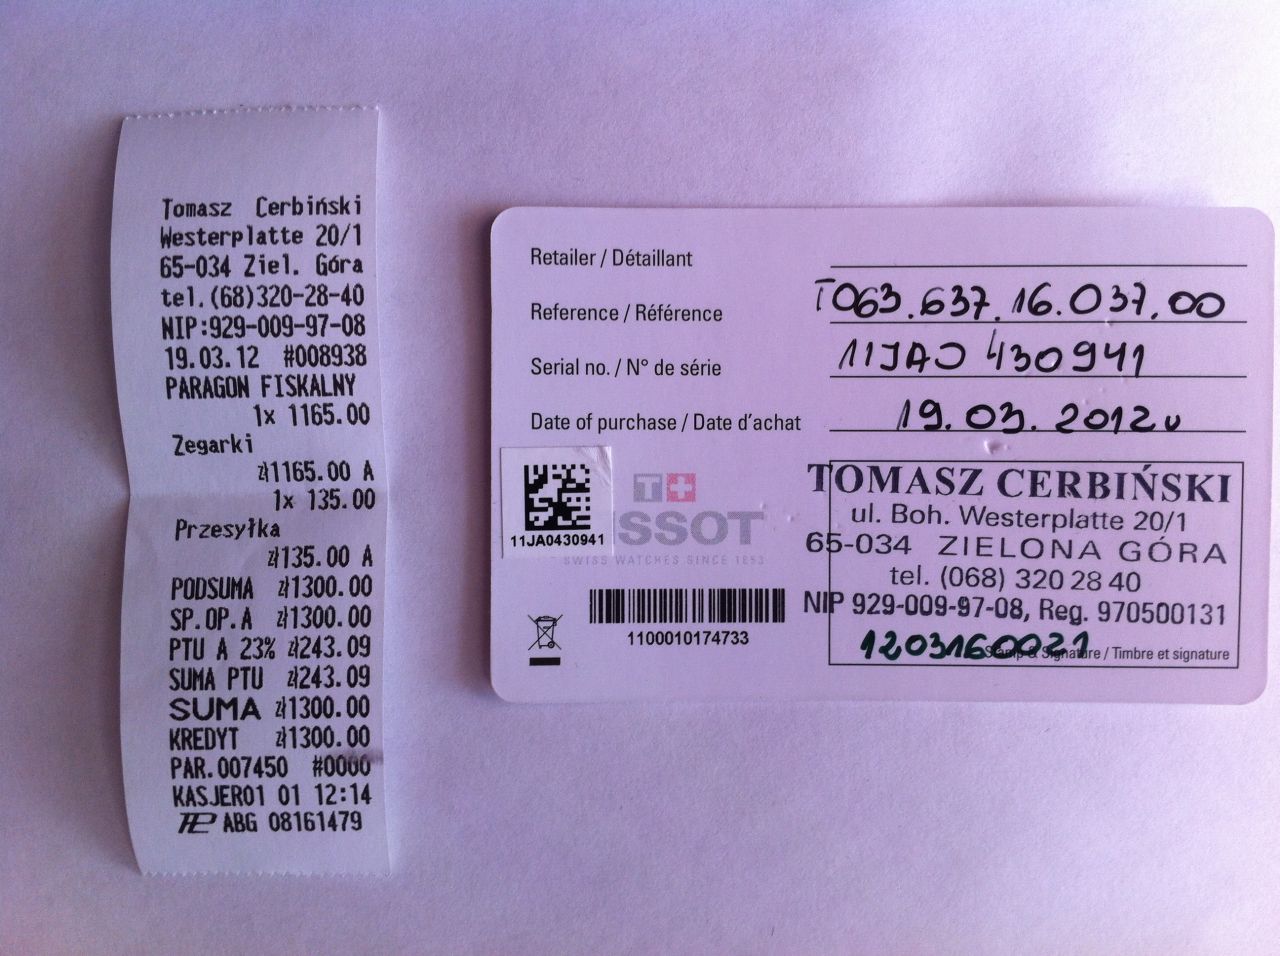 Tomasz Cerbiński
Westerplatte 20/1
65-034 Ziel. Góra
tel.(68)320-28-40
NIP:929-009-97-08
19.03.12 #008938
PARAGON FISKALNY
1x 1165.00
Zegarki
zł1165.00 A
1x 135.00
Przesyłka
zł135.00 A
PODSUMA zł1300.00
SP.OP.A zł1300.00
PTU A 23% zł243.09
SUMA PTU zł243.09
SUMA zł1300.00
KREDYT zł1300.00
PAR.007450 #0000
KASJER01 01 12:14
ABG 08161479
Retailer / Détaillant
Reference / Référence T063.637.16.037.00
Serial no. / N° de série 11JAO 430941
Date of purchase / Date d'achat 19.03.2012
11JA0430941
T+
TISSOT
SWISS WATCHES SINCE 1853
1100010174733
TOMASZ CERBIŃSKI
ul. Boh. Westerplatte 20/1
65-034 ZIELONA GÓRA
tel. (068) 320 28 40
NIP 929-009-97-08, Reg. 970500131
1203160021
Stamp & Signature / Timbre et signature